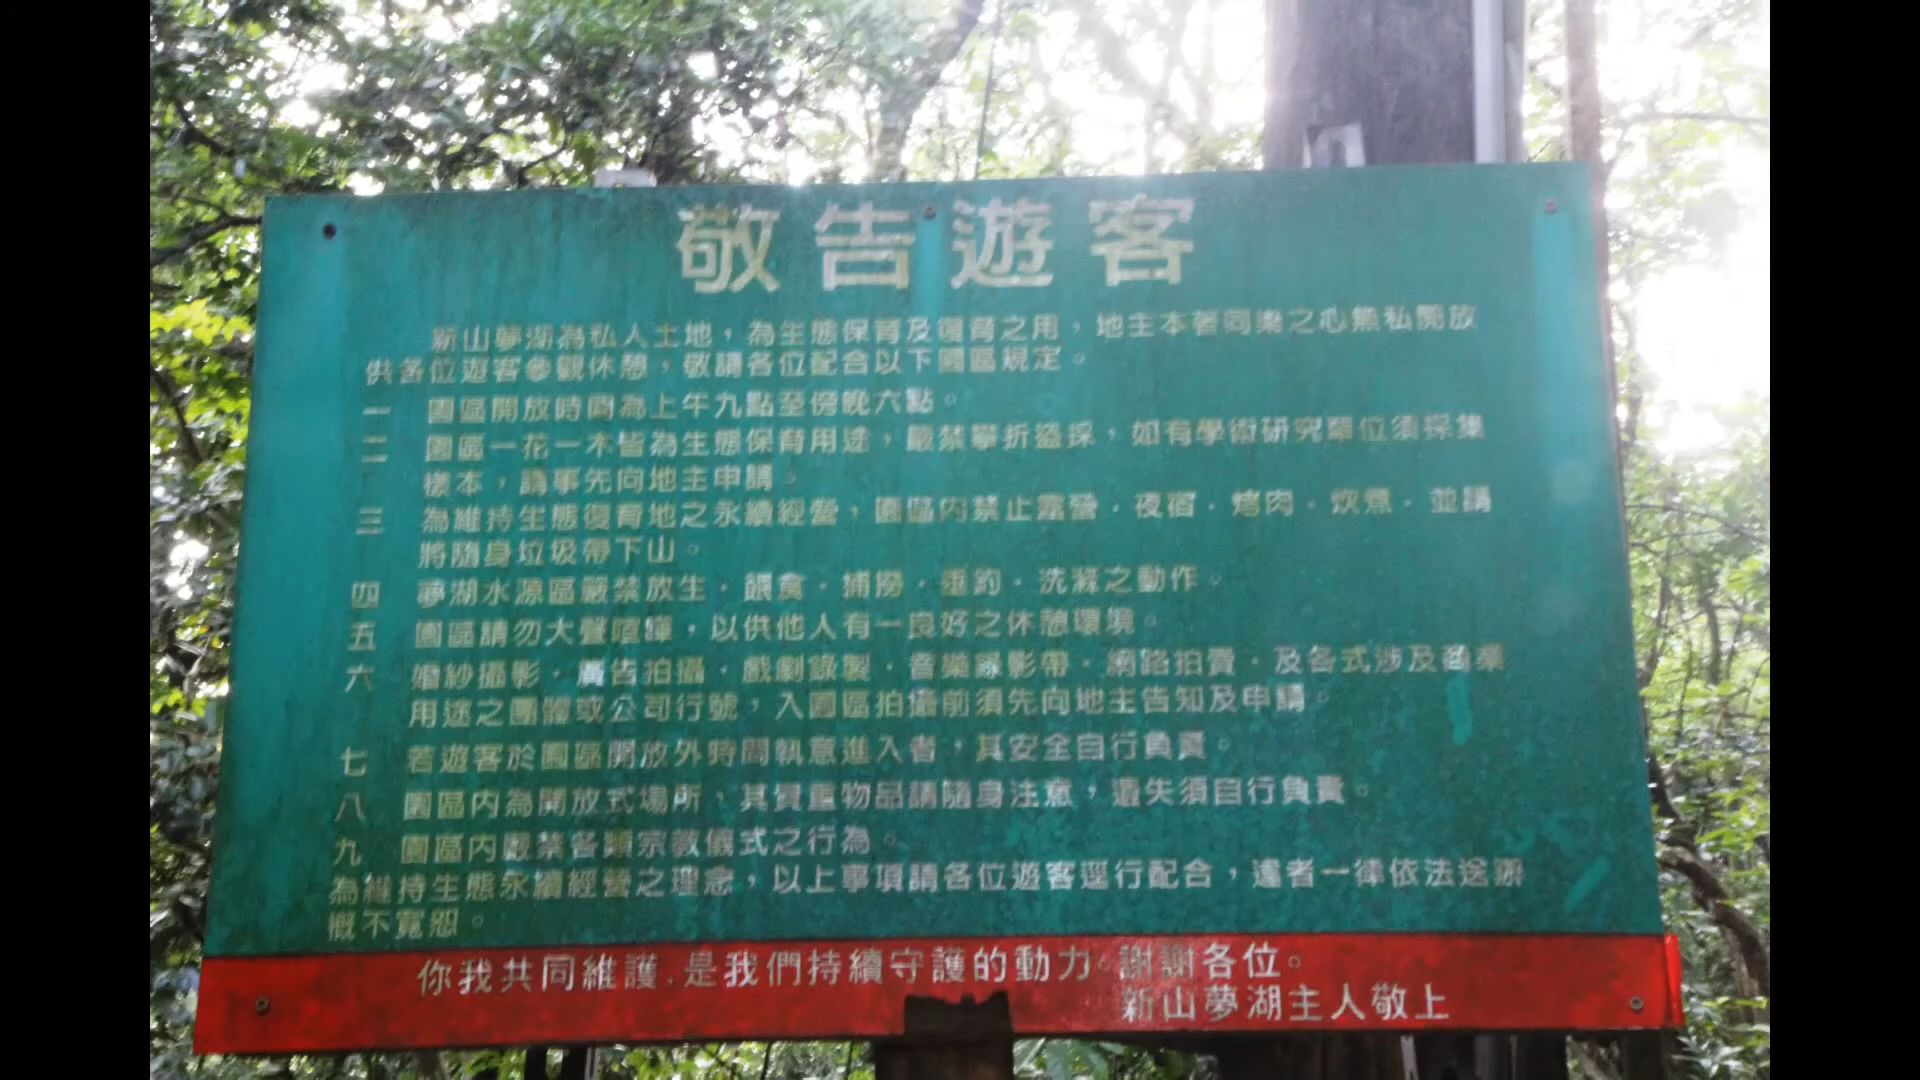 敬告遊客
新山夢湖為私人土地，為生態保育及復育之用，地主本著同樂之心無私開放
供各位遊客參觀休憩，敬請各位配合以下園區規定。
一 園區開放時間為上午九點至傍晚六點。
二 園區一花一木皆為生態保育用途，嚴禁攀折盜採，如有學術研究單位須採集
樣本，請事先向地主申請。
三 為維持生態復育地之永續經營，園區內禁止露營．夜宿．烤肉．炊煮．並請
將隨身垃圾帶下山。
四 夢湖水源區嚴禁放生．餵食．捕撈．垂釣．洗滌之動作。
五 園區請勿大聲喧嘩，以供他人有一良好之休憩環境。
六 婚紗攝影．廣告拍攝．戲劇錄製．音樂錄影帶．網路拍賣．及各式涉及商業
用途之團體或公司行號，入園區拍攝前須先向地主告知及申請。
七 若遊客於園區開放外時間執意進入者，其安全自行負責。
八 園區內為開放式場所，其貴重物品請隨身注意，遺失須自行負責。
九 園區內嚴禁各類宗教儀式之行為。
為維持生態永續經營之理念，以上事項請各位遊客逕行配合，違者一律依法送辦
概不寬恕。
你我共同維護．是我們持續守護的動力。謝謝各位。
新山夢湖主人敬上